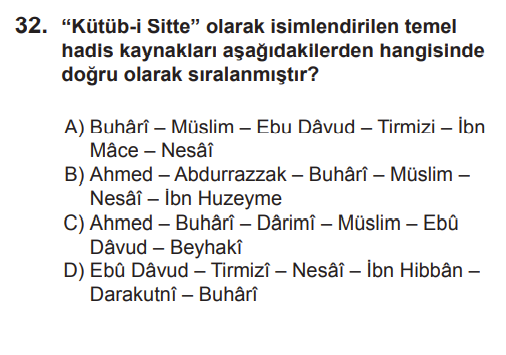 32. “Kütüb-i Sitte” olarak isimlendirilen temel
hadis kaynakları aşağıdakilerden hangisinde
doğru olarak sıralanmıştır?
A) Buhârî – Müslim – Ebu Dâvud – Tirmizi – İbn
Mâce – Nesâî
B) Ahmed – Abdurrazzak – Buhârî – Müslim –
Nesâî – İbn Huzeyme
C) Ahmed – Buhârî – Dârimî – Müslim – Ebû
Dâvud – Beyhakî
D) Ebû Dâvud – Tirmizî – Nesâî – İbn Hibbân –
Darakutnî – Buhârî